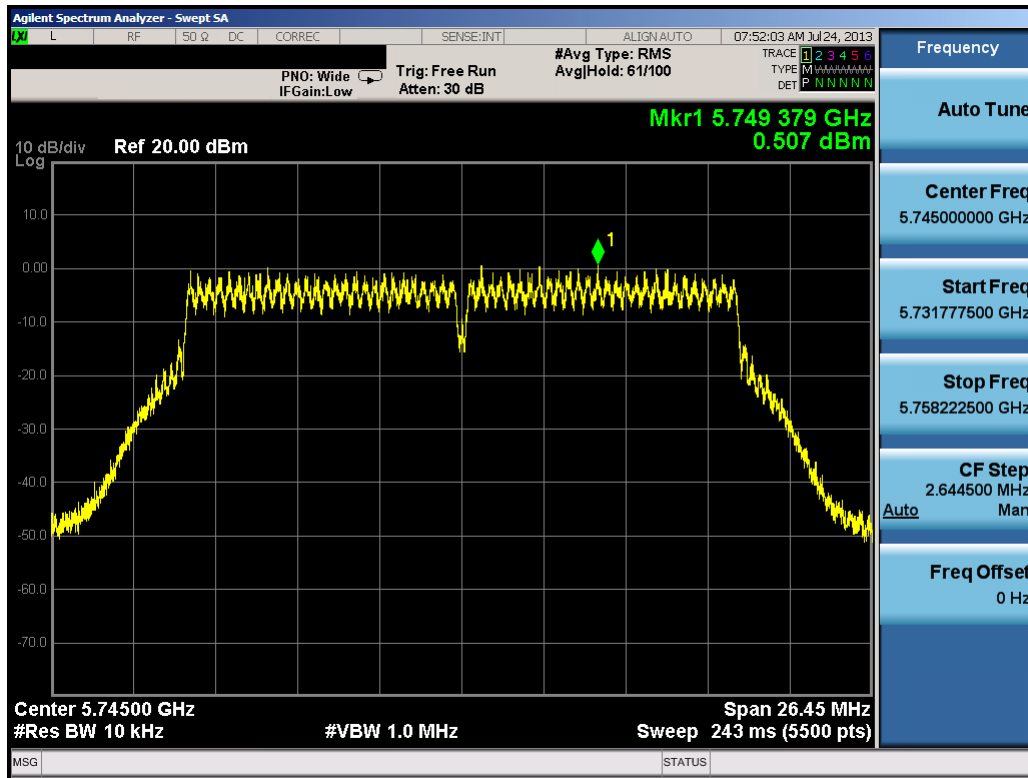 Agilent Spectrum Analyzer - Swept SA
LXI L RF 50 Ω DC CORREC SENSE:INT ALIGN AUTO 07:52:03 AM Jul 24, 2013
PNO: Wide
IFGain:Low
Trig: Free Run
Atten: 30 dB
#Avg Type: RMS
Avg|Hold: 61/100
TRACE 1 2 3 4 5 6
TYPE M W W W W W
DET P N N N N N
Frequency
Mkr1 5.749 379 GHz
0.507 dBm
10 dB/div
Log
Ref 20.00 dBm
10.0
0.00
-10.0
-20.0
-30.0
-40.0
-50.0
-60.0
-70.0
1
Center 5.74500 GHz
Span 26.45 MHz
#Res BW 10 kHz
#VBW 1.0 MHz
Sweep 243 ms (5500 pts)
Auto Tune
Center Freq
5.745000000 GHz
Start Freq
5.731777500 GHz
Stop Freq
5.758222500 GHz
CF Step
2.644500 MHz
Auto Man
Freq Offset
0 Hz
MSG
STATUS